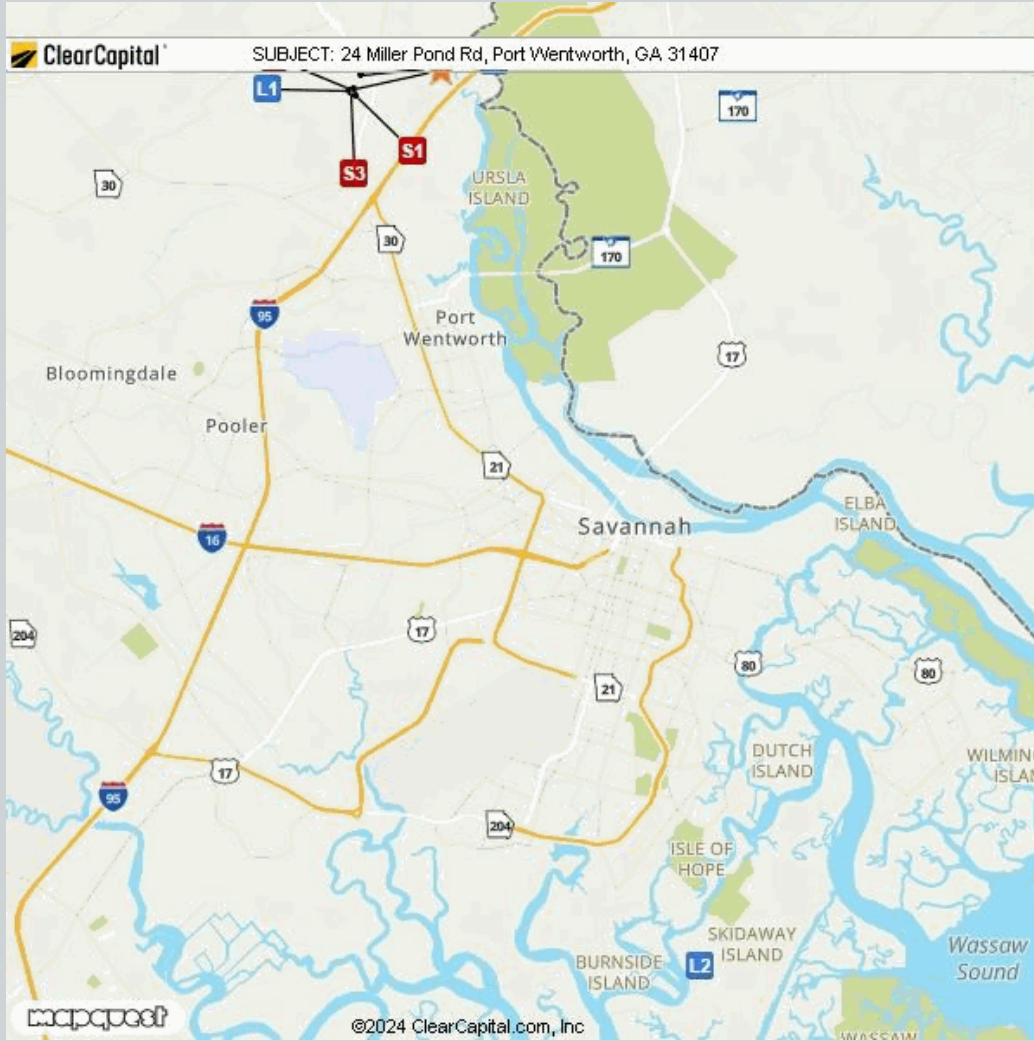 ClearCapital
SUBJECT: 24 Miller Pond Rd, Port Wentworth, GA 31407
L1
170
S1
S3
30
URSLA
ISLAND
30
170
95
Port
Wentworth
17
Bloomingdale
Pooler
21
ELBA
ISLAND
Savannah
16
17
204
80
80
21
DUTCH
ISLAND
WILMIN
ISLA
17
95
204
ISLE OF
HOPE
SKIDAWAY
ISLAND
Wassaw
Sound
BURNSIDE
ISLAND
L2
mapquest
©2024 ClearCapital.com, Inc
WASSAW